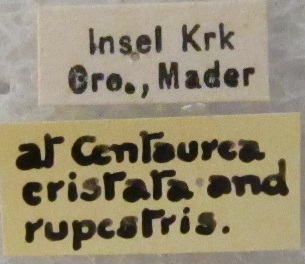 Insel Krk
Cro., Mader
at Centaurea
cristata and
rupestris.